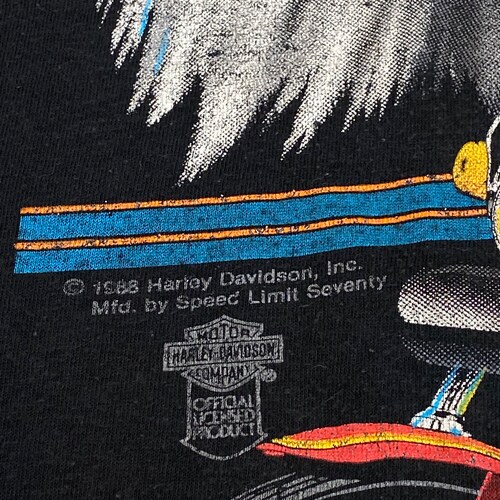 © 1988 Harley Davidson, Inc.
Mfd. by Speed Limit Seventy
MOTOR
HARLEY-DAVIDSON
COMPANY
OFFICIAL
LICENSED
PRODUCT